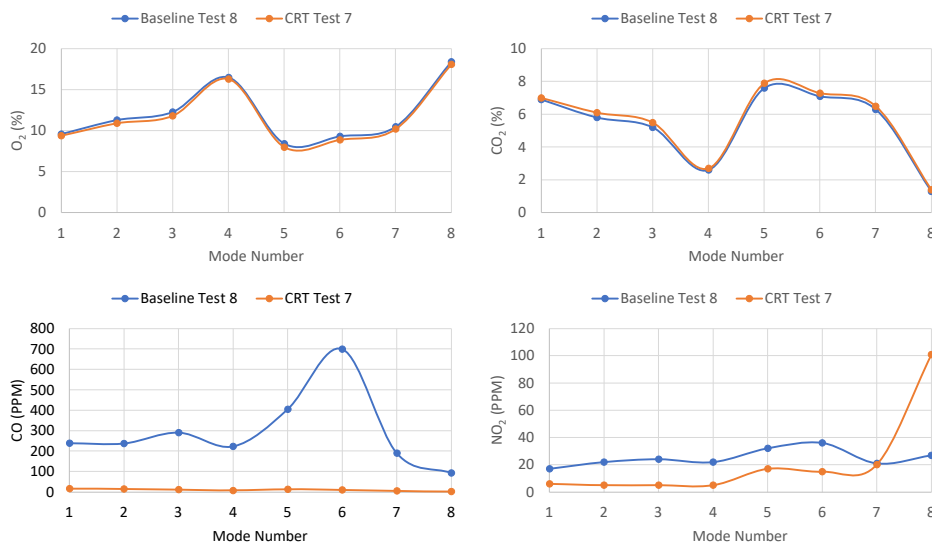 Baseline Test 8 CRT Test 7
20
15
10
5
0
O₂ (%)
1 2 3 4 5 6 7 8
Mode Number
Baseline Test 8 CRT Test 7
10
8
6
4
2
0
CO₂ (%)
1 2 3 4 5 6 7 8
Mode Number
Baseline Test 8 CRT Test 7
800
700
600
500
400
300
200
100
0
CO (PPM)
1 2 3 4 5 6 7 8
Mode Number
Baseline Test 8 CRT Test 7
120
100
80
60
40
20
0
NO₂ (PPM)
1 2 3 4 5 6 7 8
Mode Number